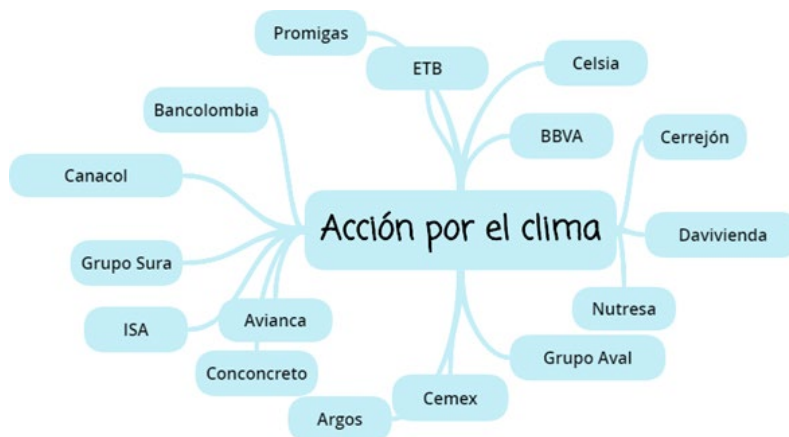 Promigas
ETB
Celsia
Bancolombia
BBVA
Cerrejón
Canacol
Acción por el clima
Davivienda
Grupo Sura
Nutresa
ISA
Avianca
Grupo Aval
Conconcreto
Cemex
Argos